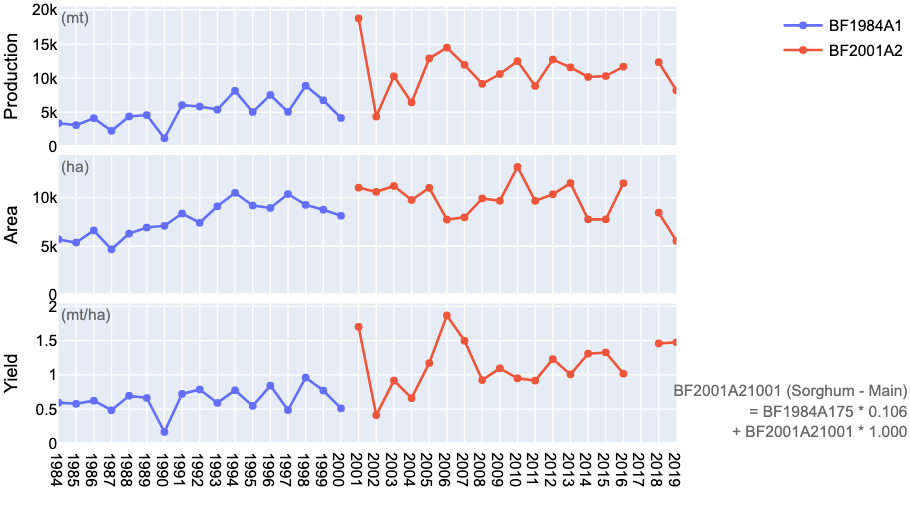 20k
(mt)
15k
10k
5k
0
Production
BF1984A1
BF2001A2
(ha)
10k
5k
0
Area
2
(mt/ha)
1.5
1
0.5
0
Yield
BF2001A21001 (Sorghum - Main)
= BF1984A175 * 0.106
+ BF2001A21001 * 1.000
1984
1985
1986
1987
1988
1989
1990
1991
1992
1993
1994
1995
1996
1997
1998
1999
2000
2001
2002
2003
2004
2005
2006
2007
2008
2009
2010
2011
2012
2013
2014
2015
2016
2017
2018
2019